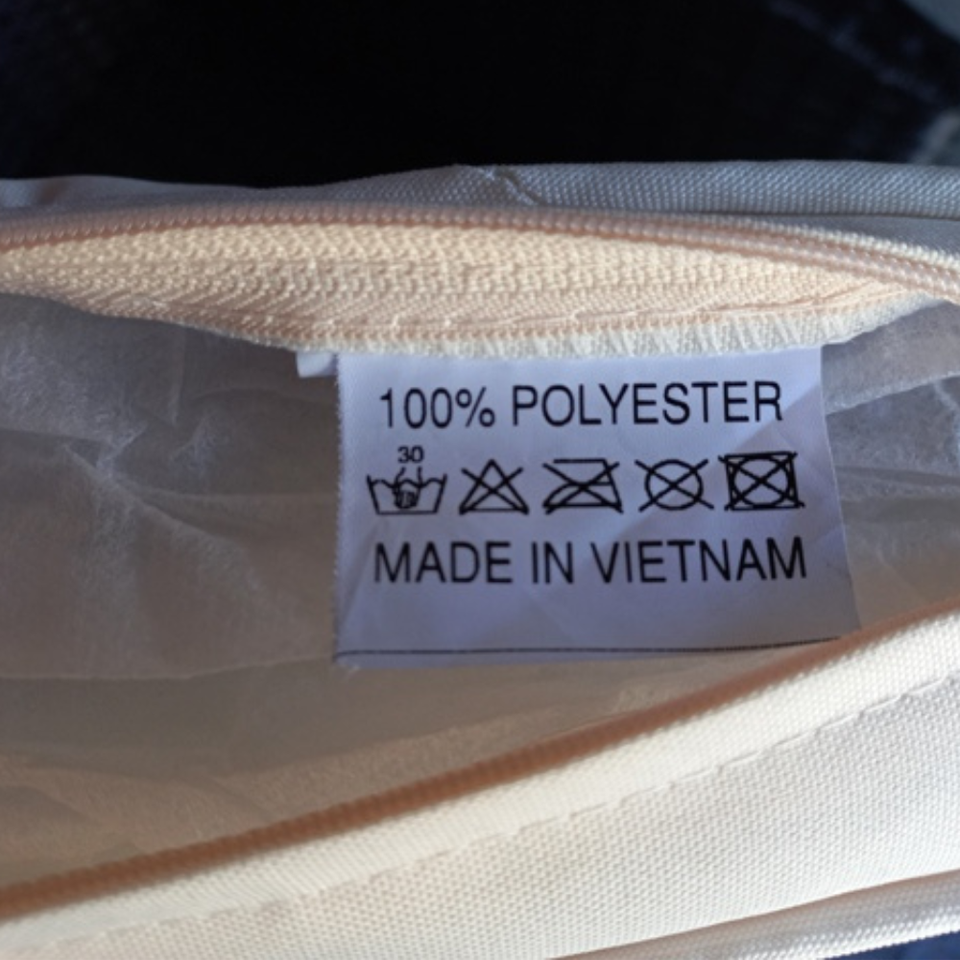 100% POLYESTER
30
MADE IN VIETNAM